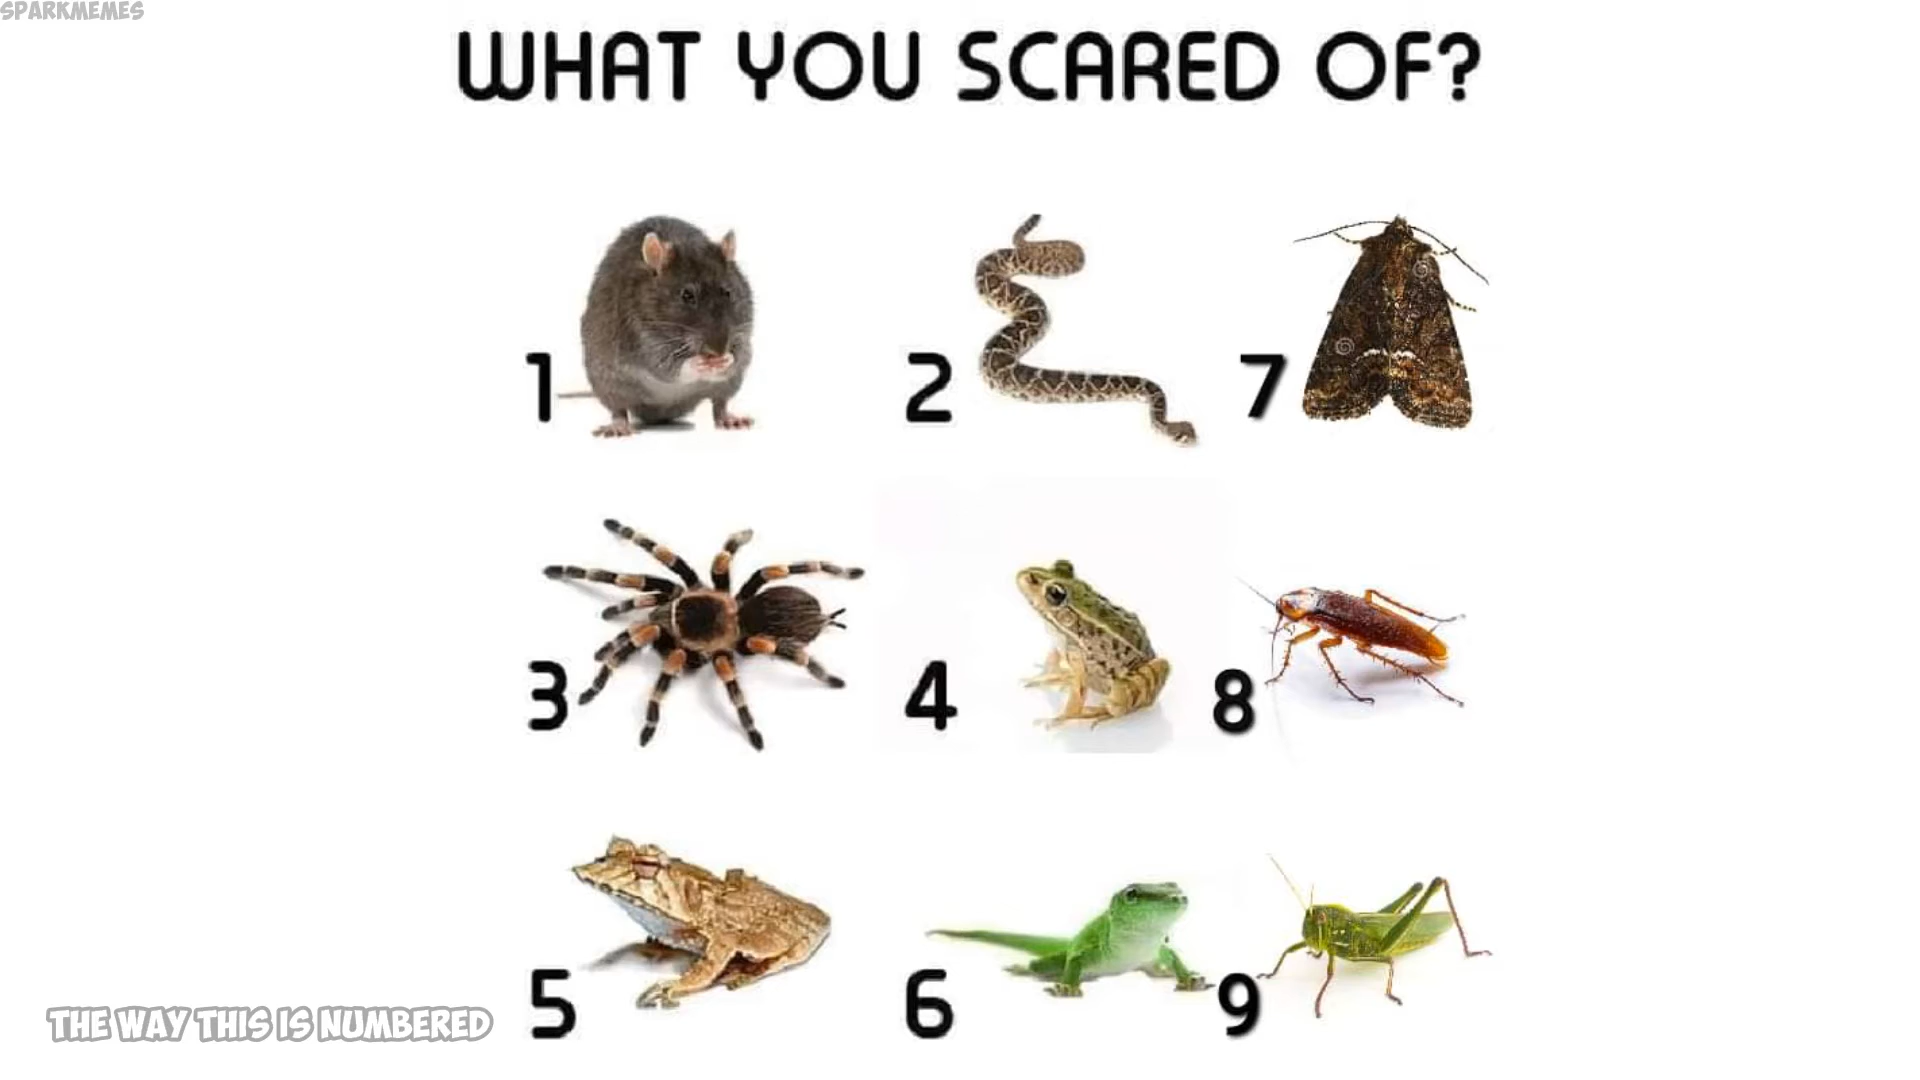 SPARKMEMES
WHAT YOU SCARED OF?
1 2 7
3 4 8
5 6 9
THE WAY THIS IS NUMBERED